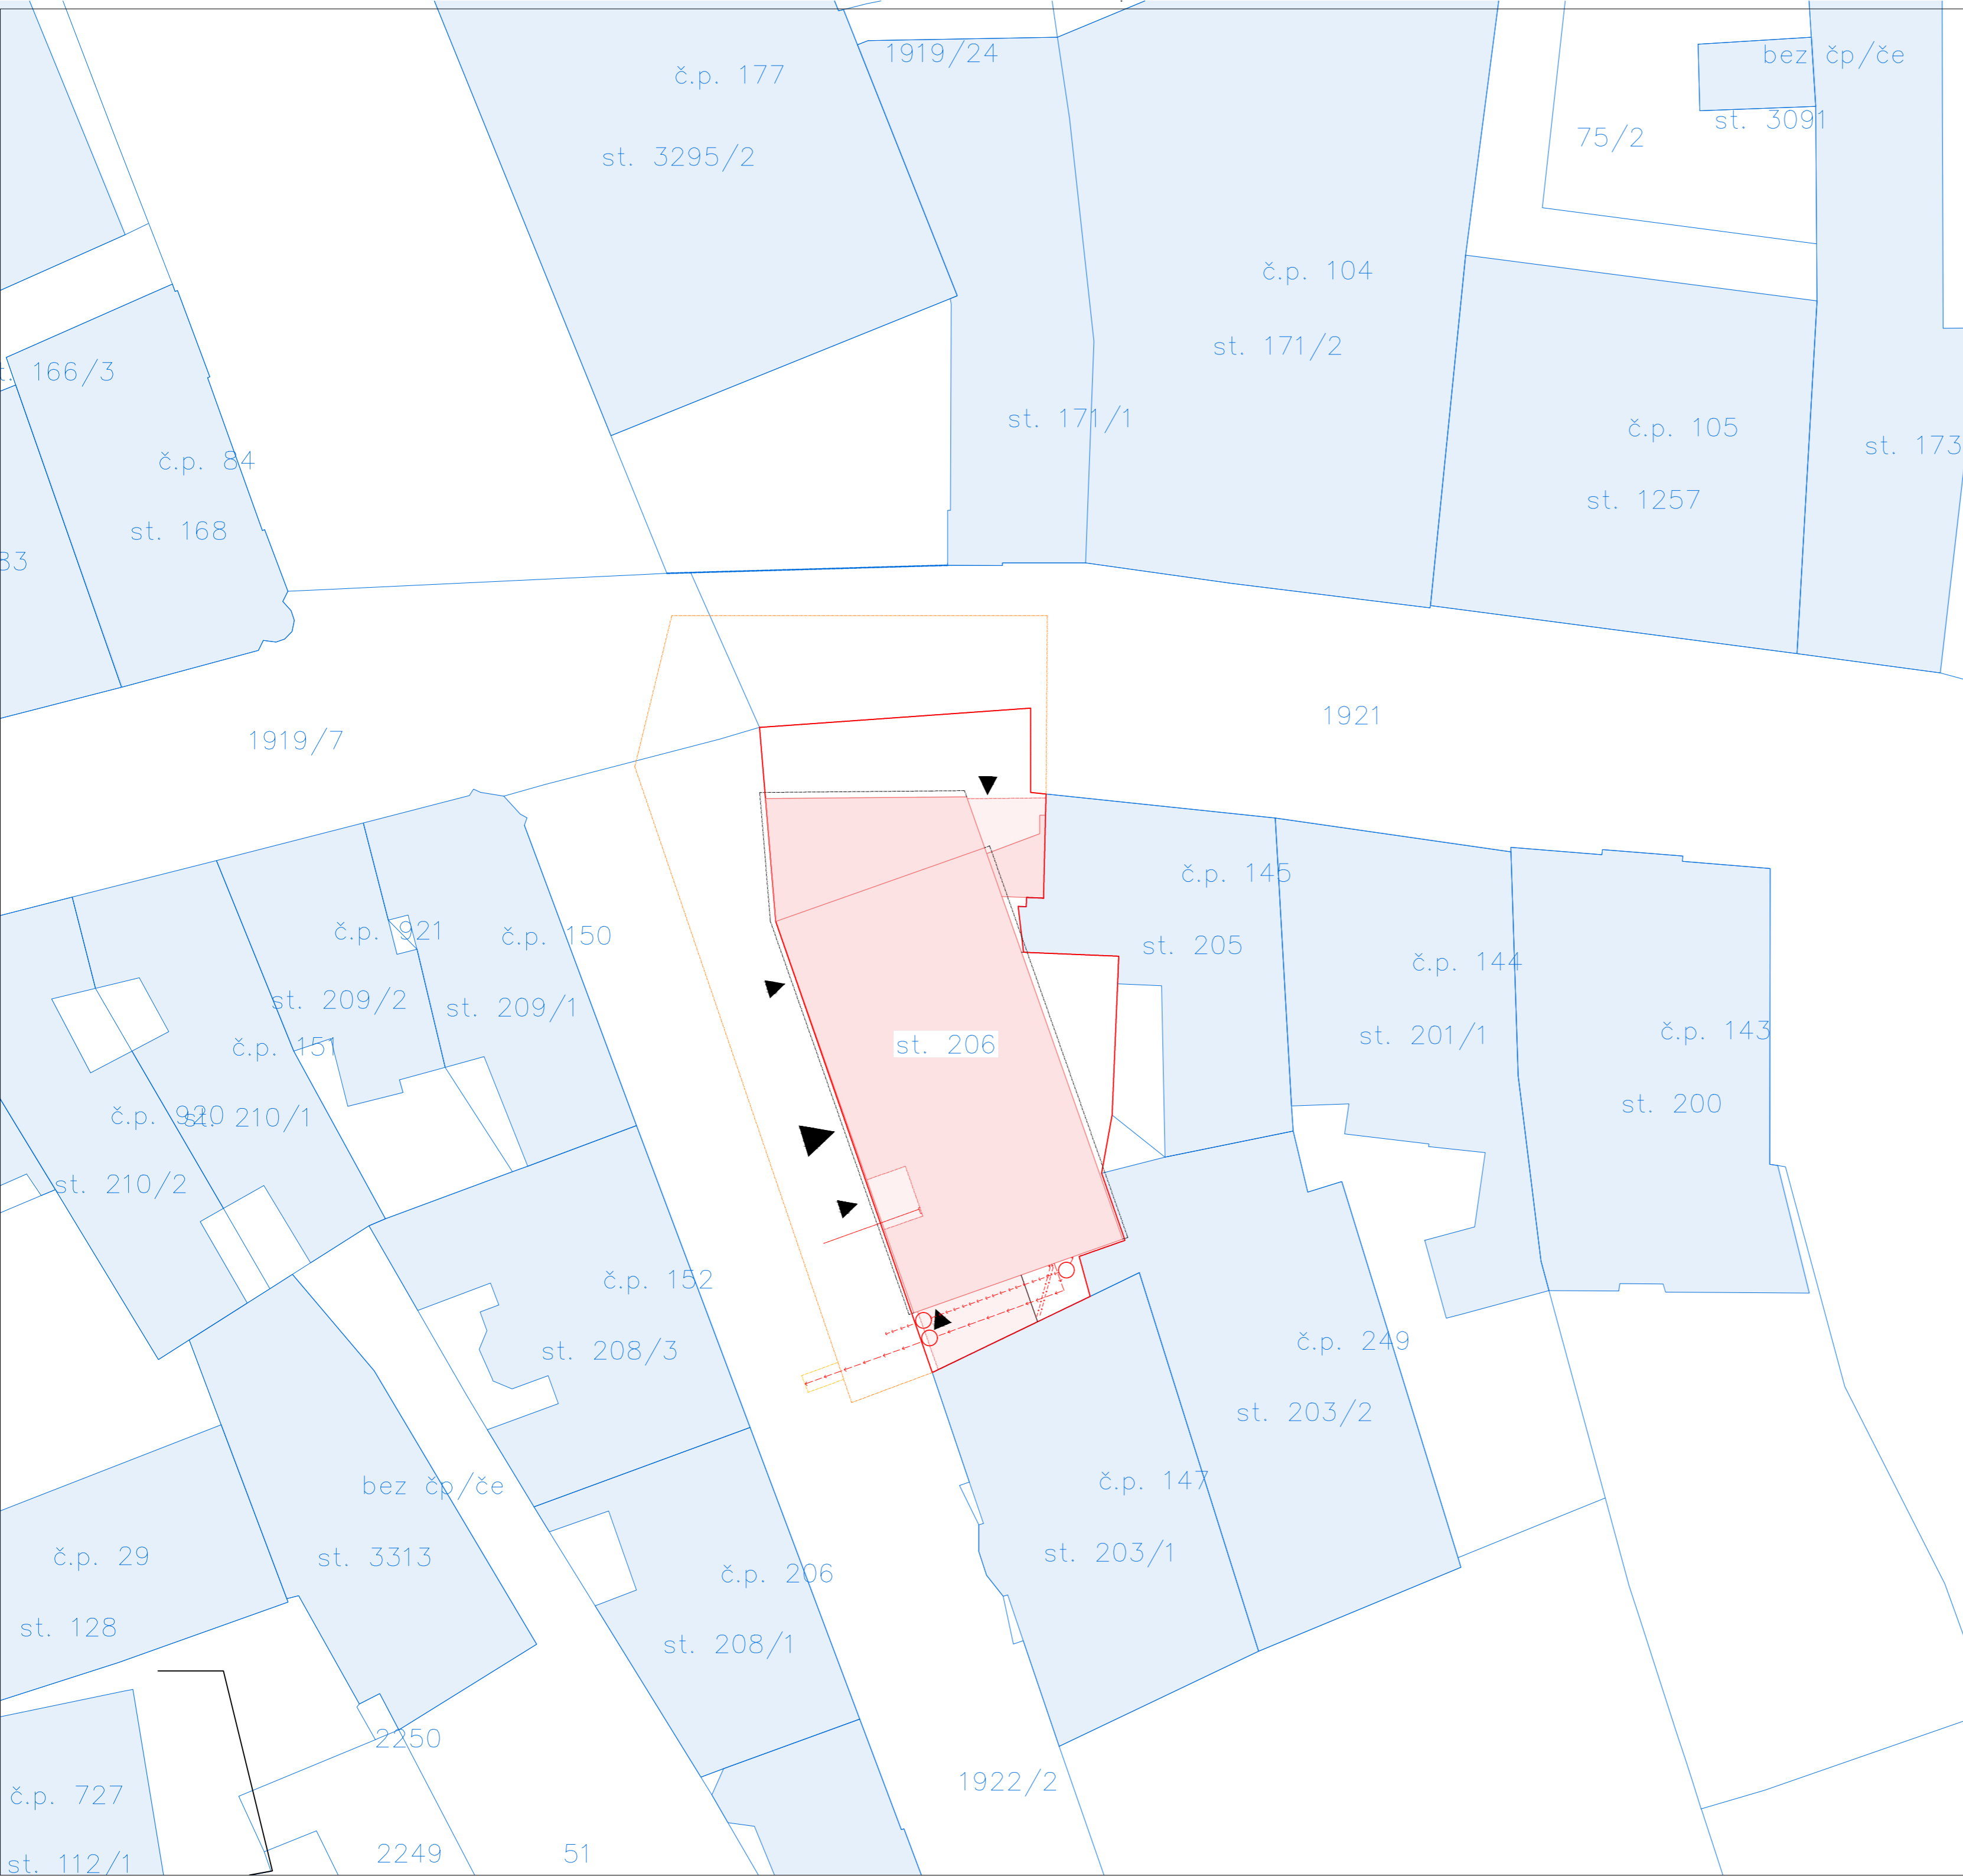 1919/24
bez čp/če
č.p. 177
st. 3091
75/2
st. 3295/2
č.p. 104
st. 171/2
166/3
st. 171/1
č.p. 105
st. 173
č.p. 84
st. 1257
st. 168
83
1921
1919/7
č.p. 145
č.p. 921
č.p. 150
st. 205
č.p. 144
st. 209/2
st. 209/1
č.p. 143
st. 201/1
st. 206
č.p. 151
st. 200
č.p. 920
st. 210/1
st. 210/2
č.p. 152
č.p. 249
st. 208/3
st. 203/2
č.p. 147
bez čp/če
č.p. 29
st. 3313
st. 203/1
č.p. 206
st. 128
st. 208/1
2250
1922/2
č.p. 727
2249
51
st. 112/1